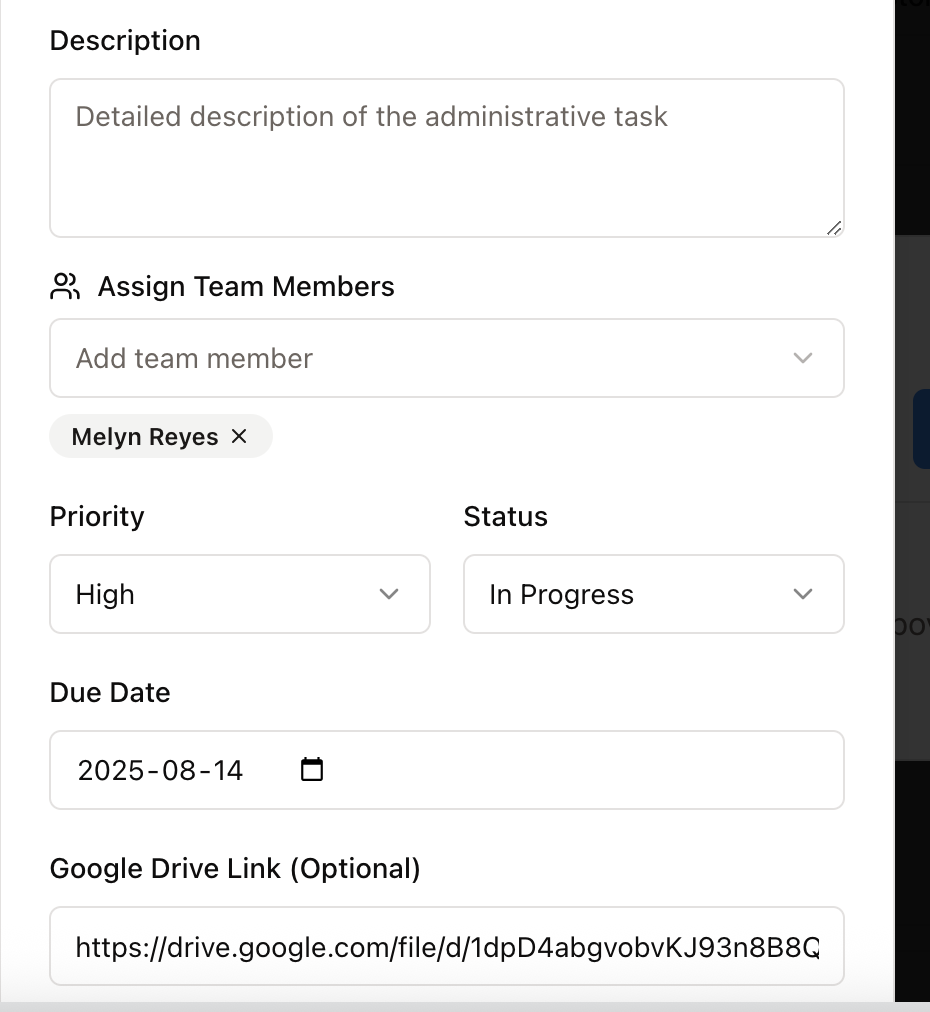 Description
Detailed description of the administrative task
Assign Team Members
Add team member
Melyn Reyes
Priority
Status
High
In Progress
Due Date
2025-08-14
Google Drive Link (Optional)
https://drive.google.com/file/d/1dpD4abgvobvKJ93n8B8Q